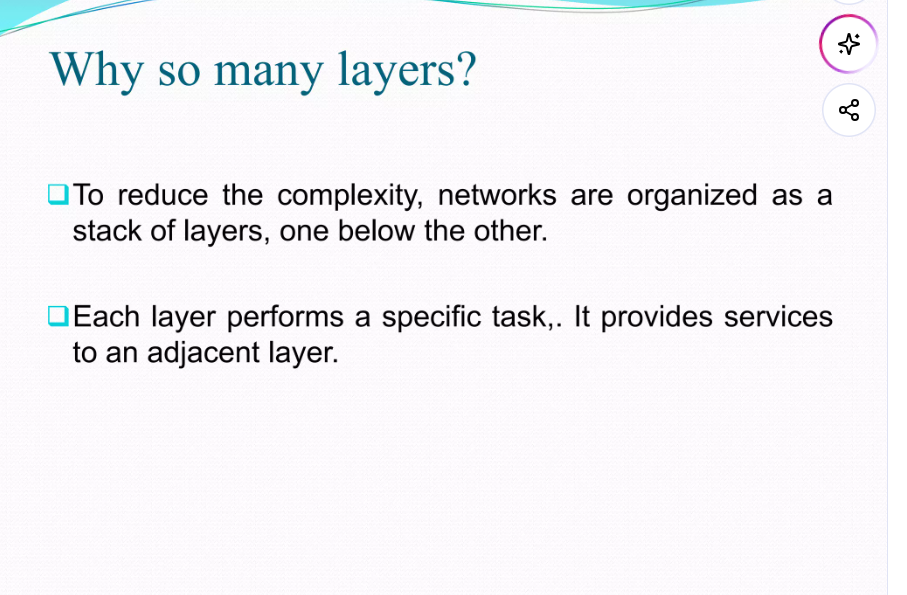 Why so many layers?
To reduce the complexity, networks are organized as a
stack of layers, one below the other.
Each layer performs a specific task,. It provides services
to an adjacent layer.